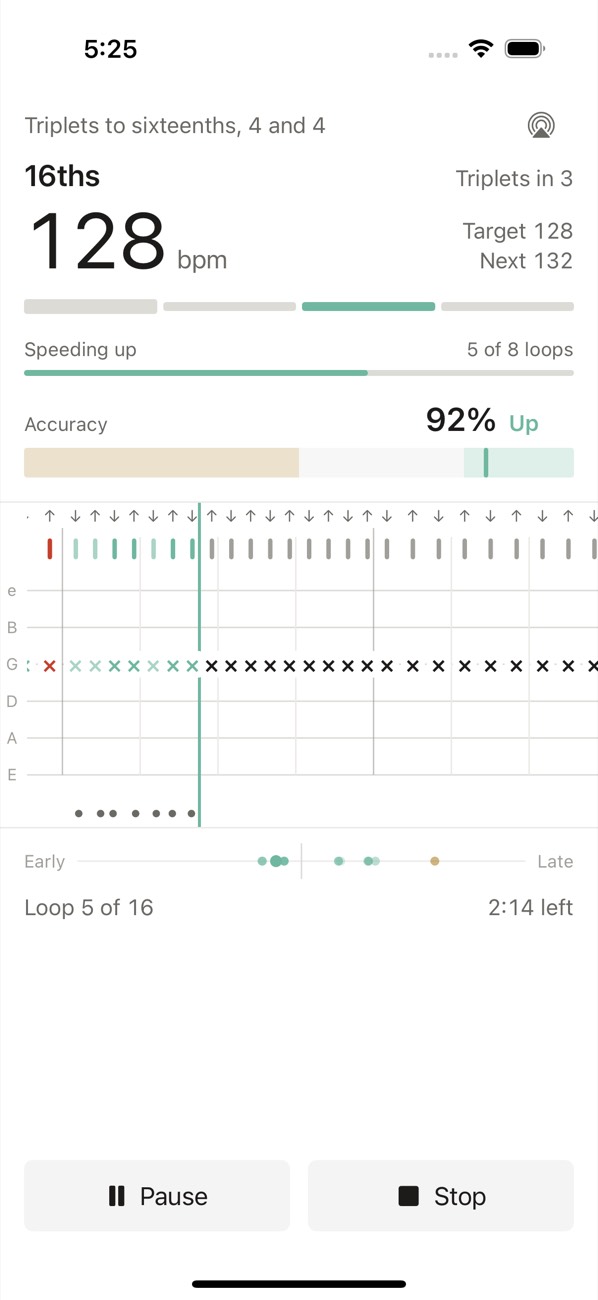 5:25
Triplets to sixteenths, 4 and 4
16ths
Triplets in 3
128 bpm
Target 128
Next 132
Speeding up
5 of 8 loops
Accuracy
92% Up
e
B
G
D
A
E
Early
Late
Loop 5 of 16
2:14 left
Pause
Stop